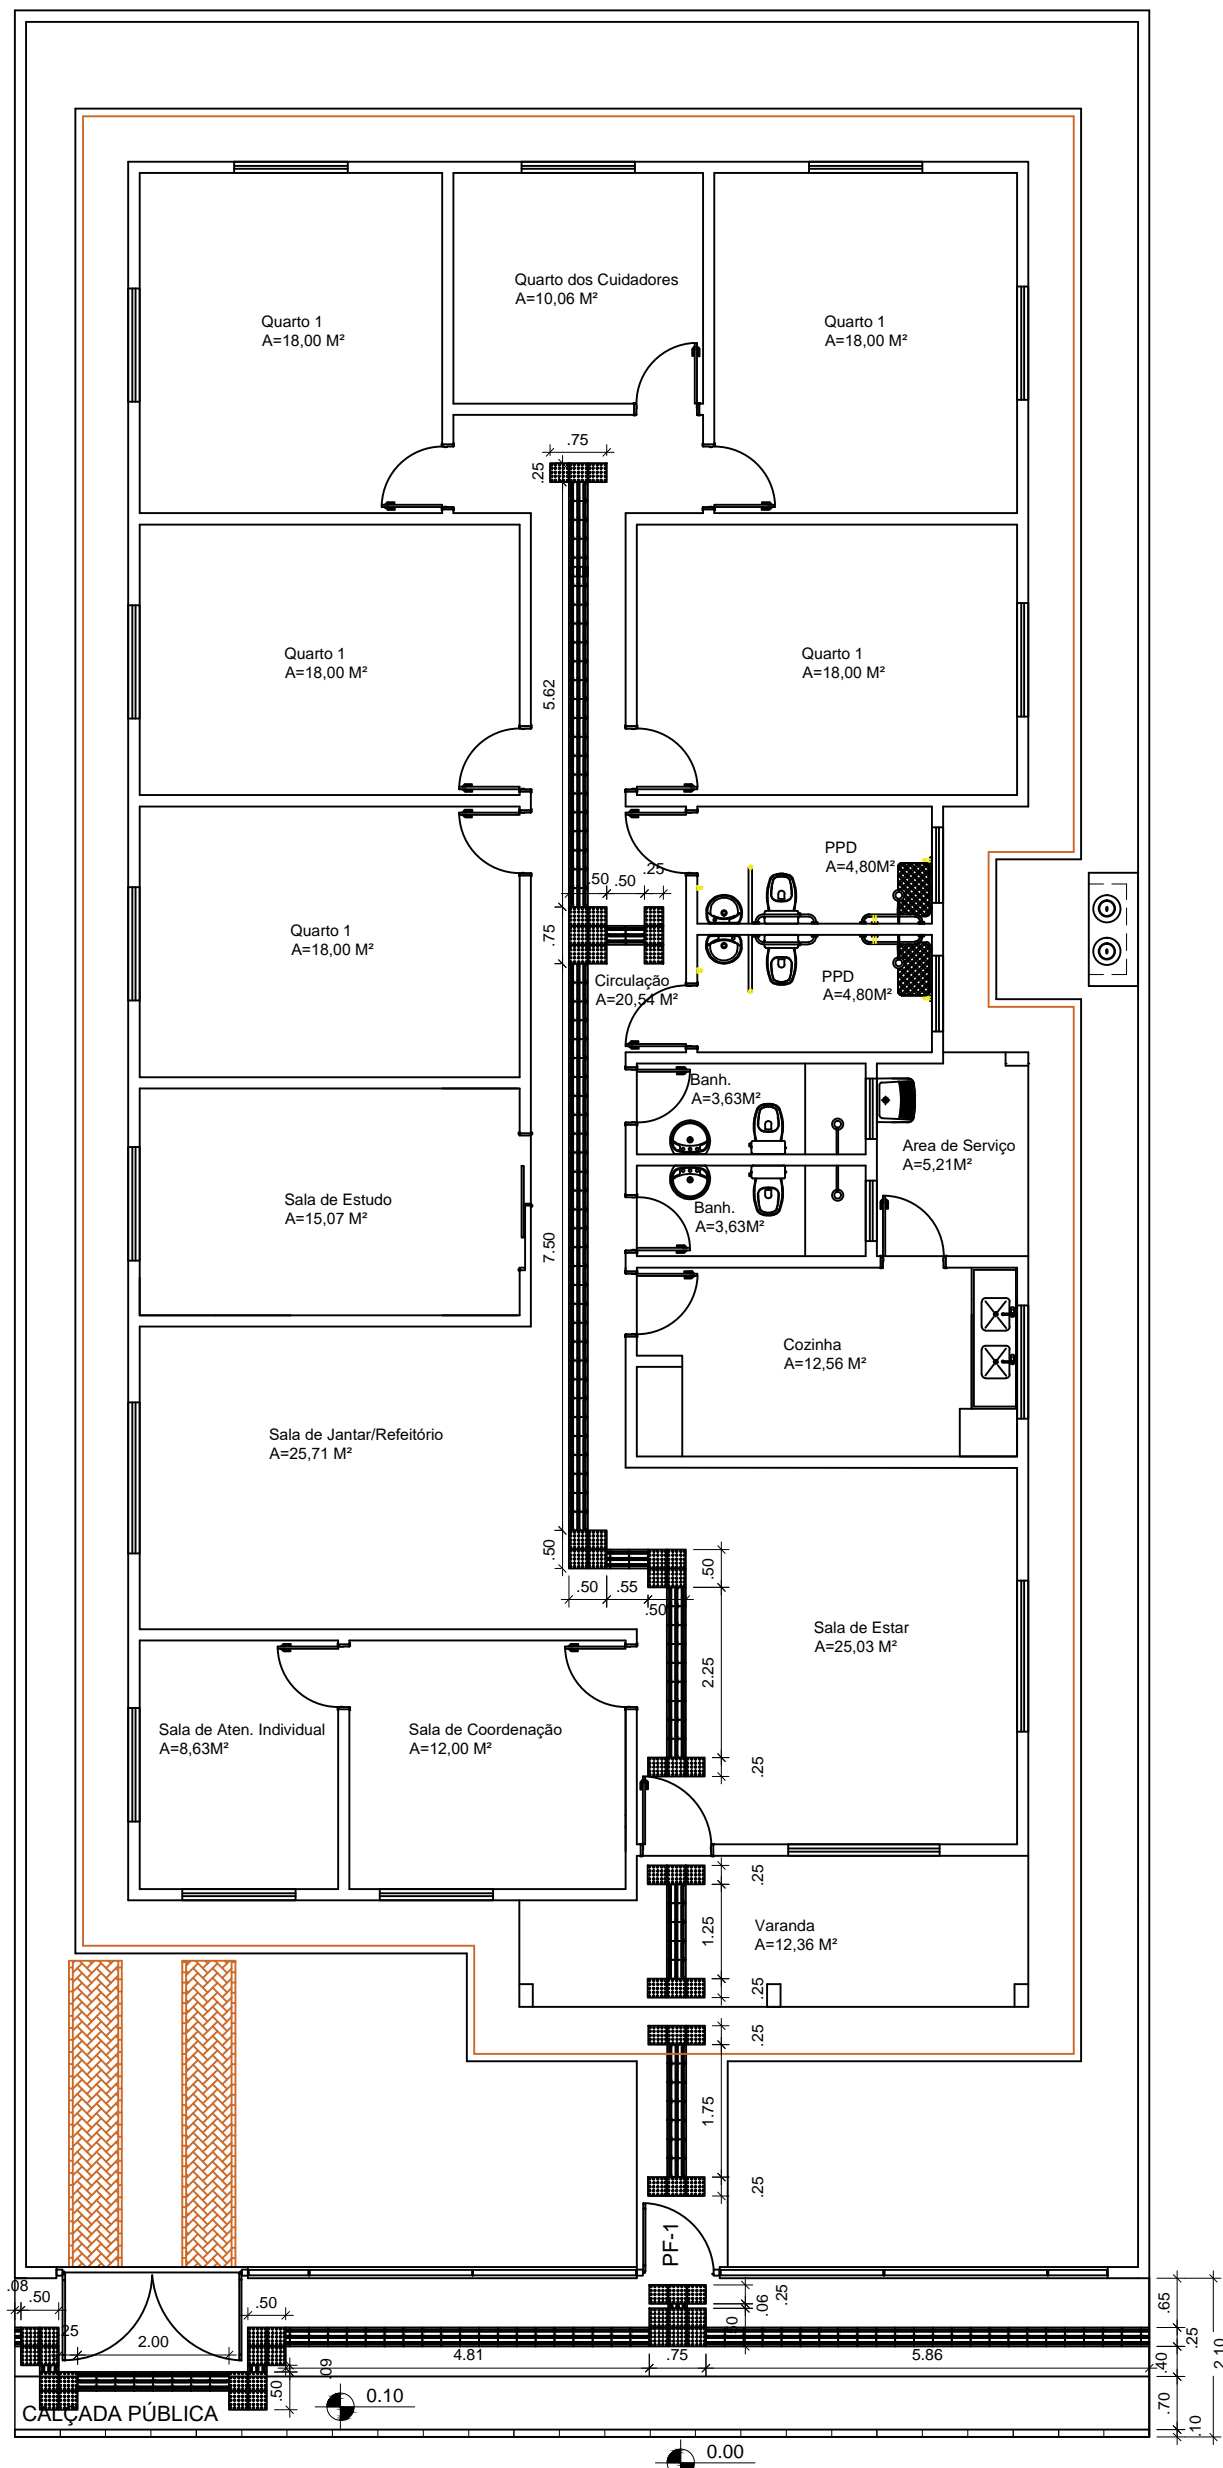 Quarto dos Cuidadores
A=10,06 M²
Quarto 1
A=18,00 M²
Quarto 1
A=18,00 M²
.75
.25
Quarto 1
A=18,00 M²
Quarto 1
A=18,00 M²
5.62
PPD
A=4,80M²
.50
.50
.25
.75
Quarto 1
A=18,00 M²
Circulação
A=20,54 M²
PPD
A=4,80M²
Banh.
A=3,63M²
Area de Serviço
A=5,21M²
Sala de Estudo
A=15,07 M²
Banh.
A=3,63M²
7.50
Cozinha
A=12,56 M²
Sala de Jantar/Refeitório
A=25,71 M²
.50
.50
.50
.55
.50
Sala de Estar
A=25,03 M²
2.25
Sala de Aten. Individual
A=8,63M²
Sala de Coordenação
A=12,00 M²
.25
.25
1.25
Varanda
A=12,36 M²
.25
.25
1.75
.25
PF-1
.08
.50
.50
.25
.06
.65
.25
2.10
2.00
4.81
.75
5.86
.40
.09
.50
.70
.10
0.10
CALÇADA PÚBLICA
0.00